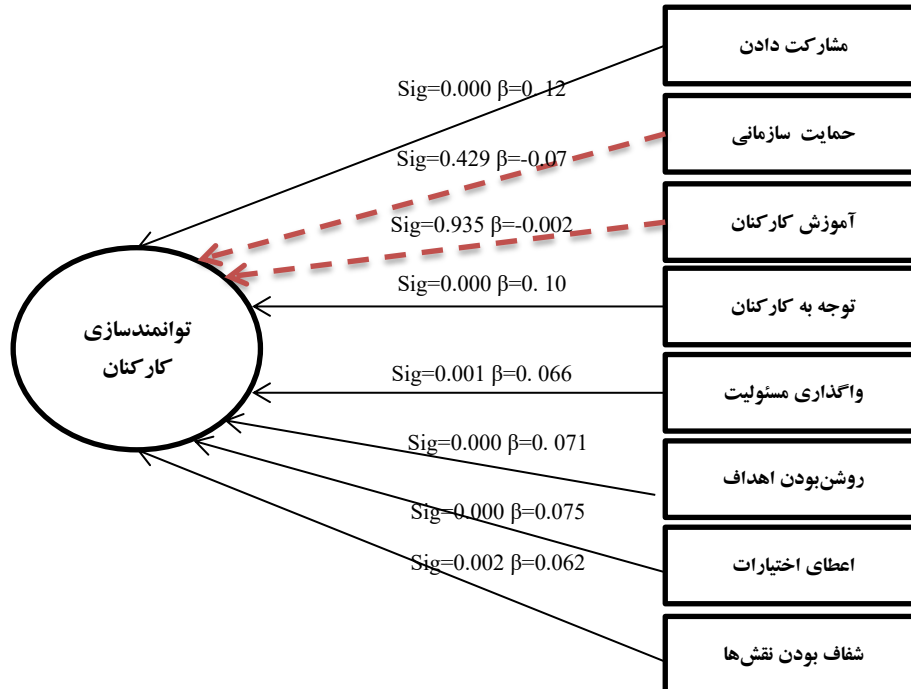 مشارکت دادن
Sig=0.000 β=0. 12
حمایت سازمانی
Sig=0.429 β=-0.07
آموزش کارکنان
Sig=0.935 β=-0.002
توجه به کارکنان
Sig=0.000 β=0. 10
توانمندسازی
کارکنان
واگذاری مسئولیت
Sig=0.001 β=0. 066
روشن‌بودن اهداف
Sig=0.000 β=0. 071
اعطای اختیارات
Sig=0.000 β=0.075
شفاف بودن نقش‌ها
Sig=0.002 β=0.062